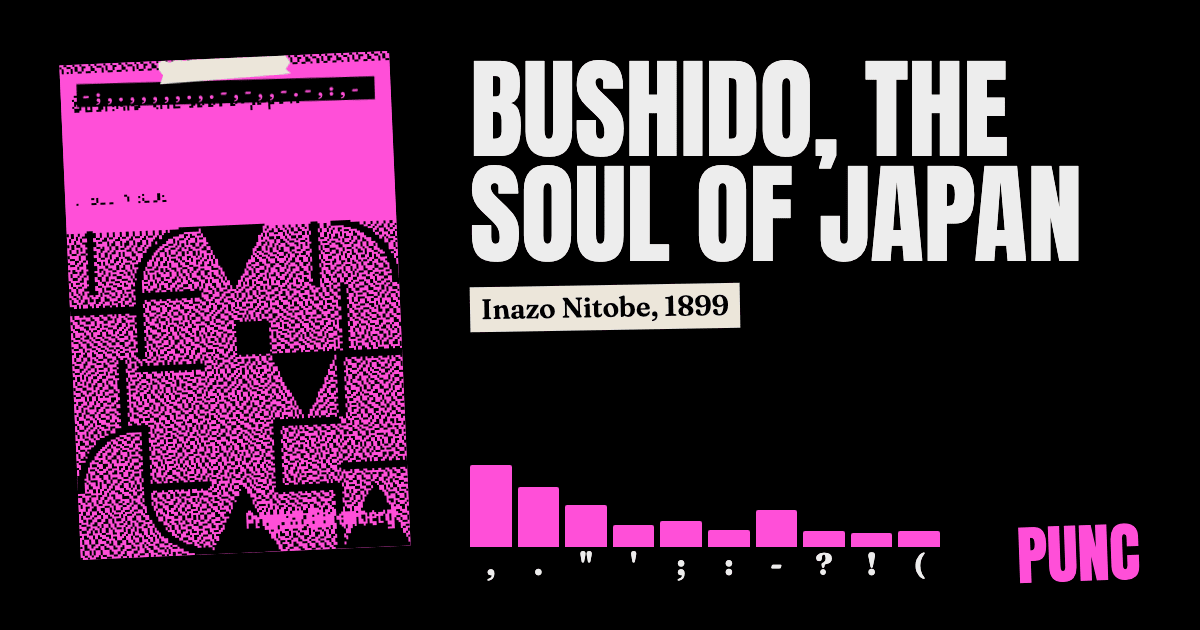 -;,.,,,,,.,.-,-,,-.-,:,-
BUSHIDO, THE
SOUL OF JAPAN
Inazo Nitobe, 1899
, . " ' ; : - ? ! (
PUNC